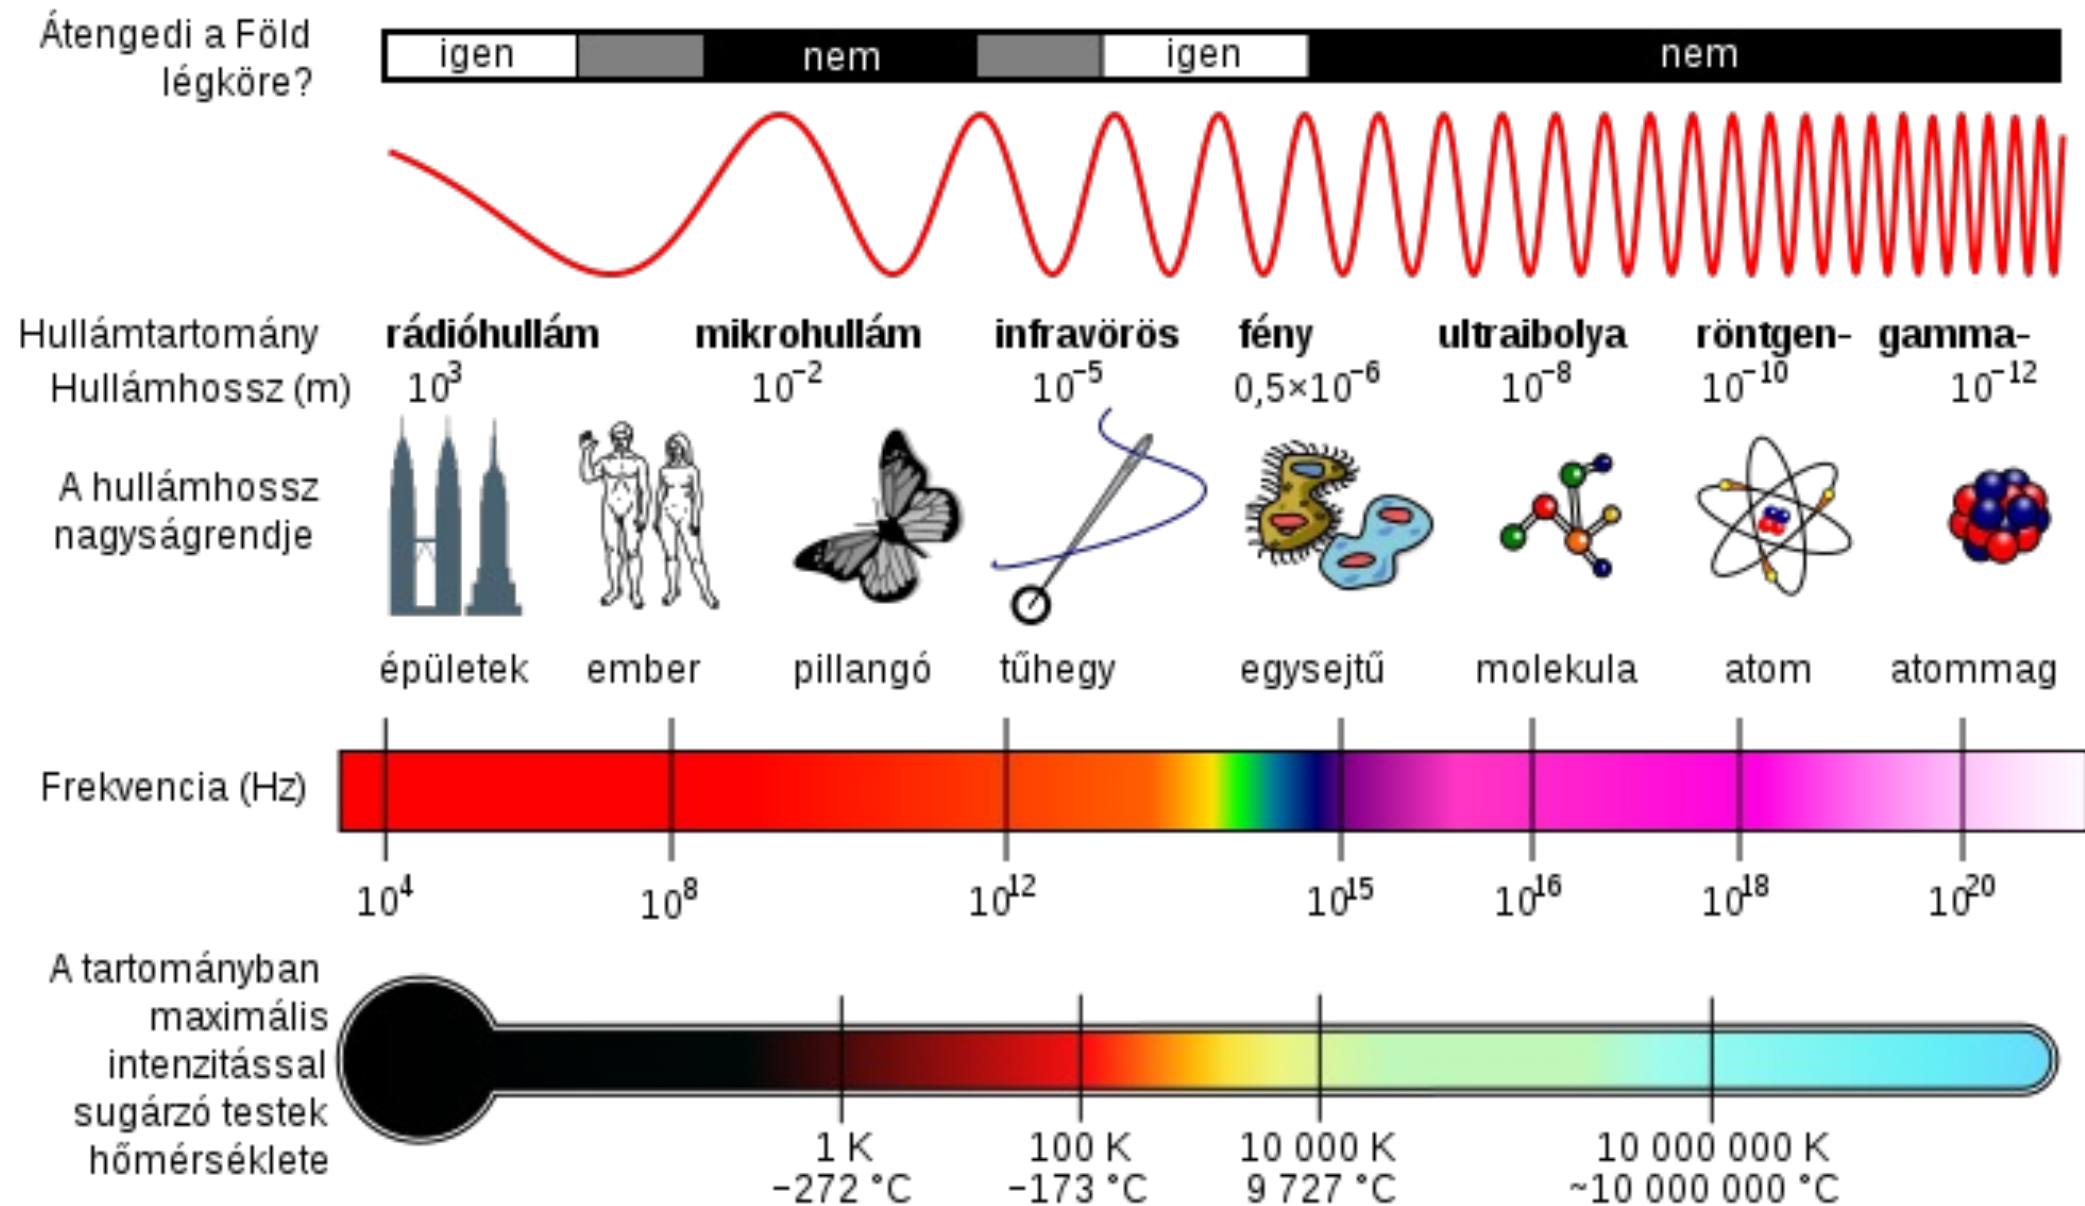 Átengedi a Föld
légköre?
igen nem igen nem
Hullámtartomány rádióhullám mikrohullám infravörös fény ultraibolya röntgen- gamma-
Hullámhossz (m) 10³ 10⁻² 10⁻⁵ 0,5×10⁻⁶ 10⁻⁸ 10⁻¹⁰ 10⁻¹²
A hullámhossz
nagyságrendje
épületek ember pillangó tűhegy egysejtű molekula atom atommag
Frekvencia (Hz)
10⁴ 10⁸ 10¹² 10¹⁵ 10¹⁶ 10¹⁸ 10²⁰
A tartományban
maximális
intenzitással
sugárzó testek
hőmérséklete
1 K 100 K 10 000 K 10 000 000 K
−272 °C −173 °C 9 727 °C ~10 000 000 °C